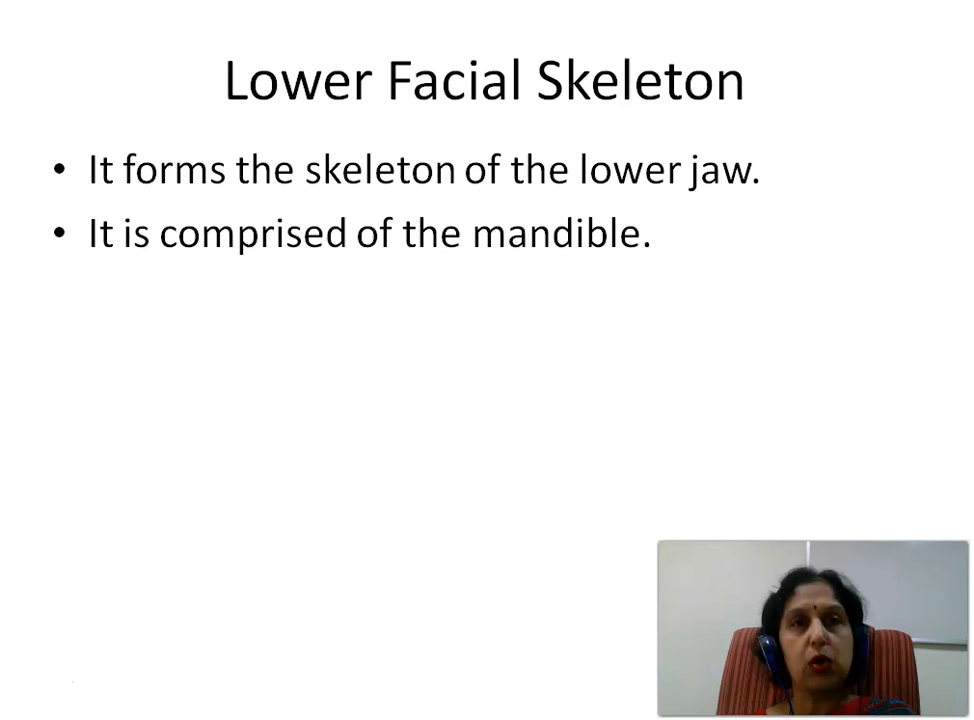 Lower Facial Skeleton
• It forms the skeleton of the lower jaw.
• It is comprised of the mandible.